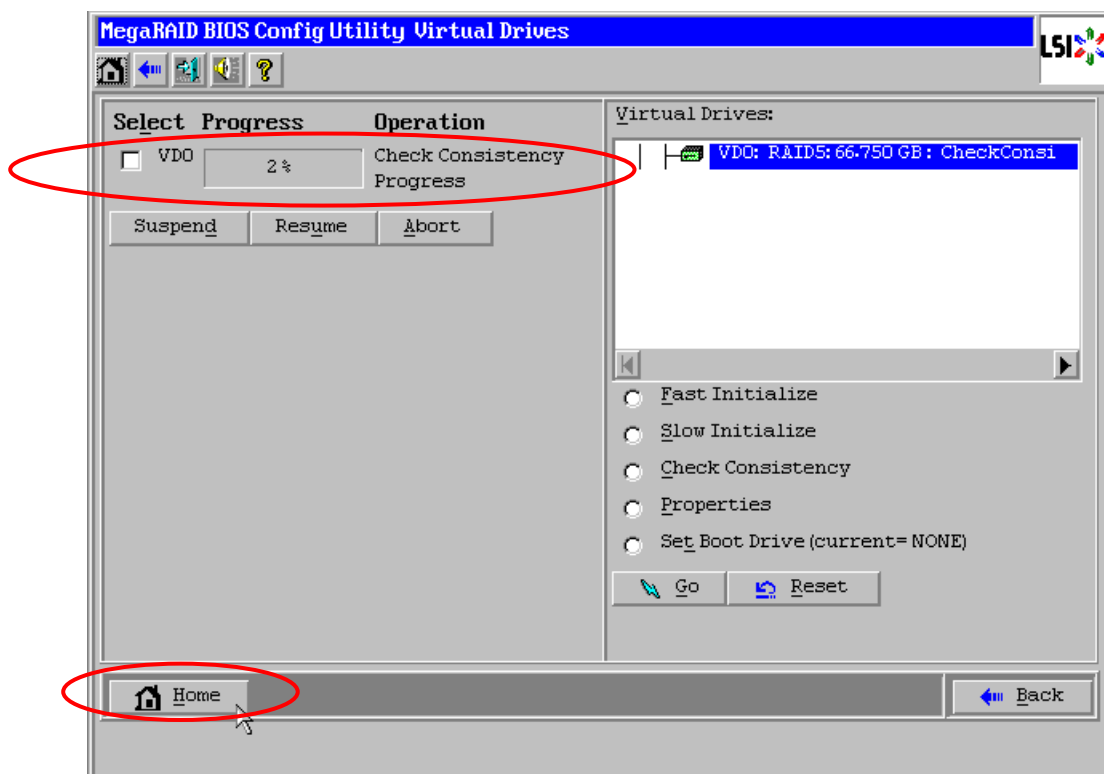 MegaRAID BIOS Config Utility Virtual Drives
LSI
Select Progress Operation
VD0 2% Check Consistency
Progress
Suspend Resume Abort
Virtual Drives:
VD0: RAID5: 66.750 GB: CheckConsi
Fast Initialize
Slow Initialize
Check Consistency
Properties
Set Boot Drive (current= NONE)
Go Reset
Home Back